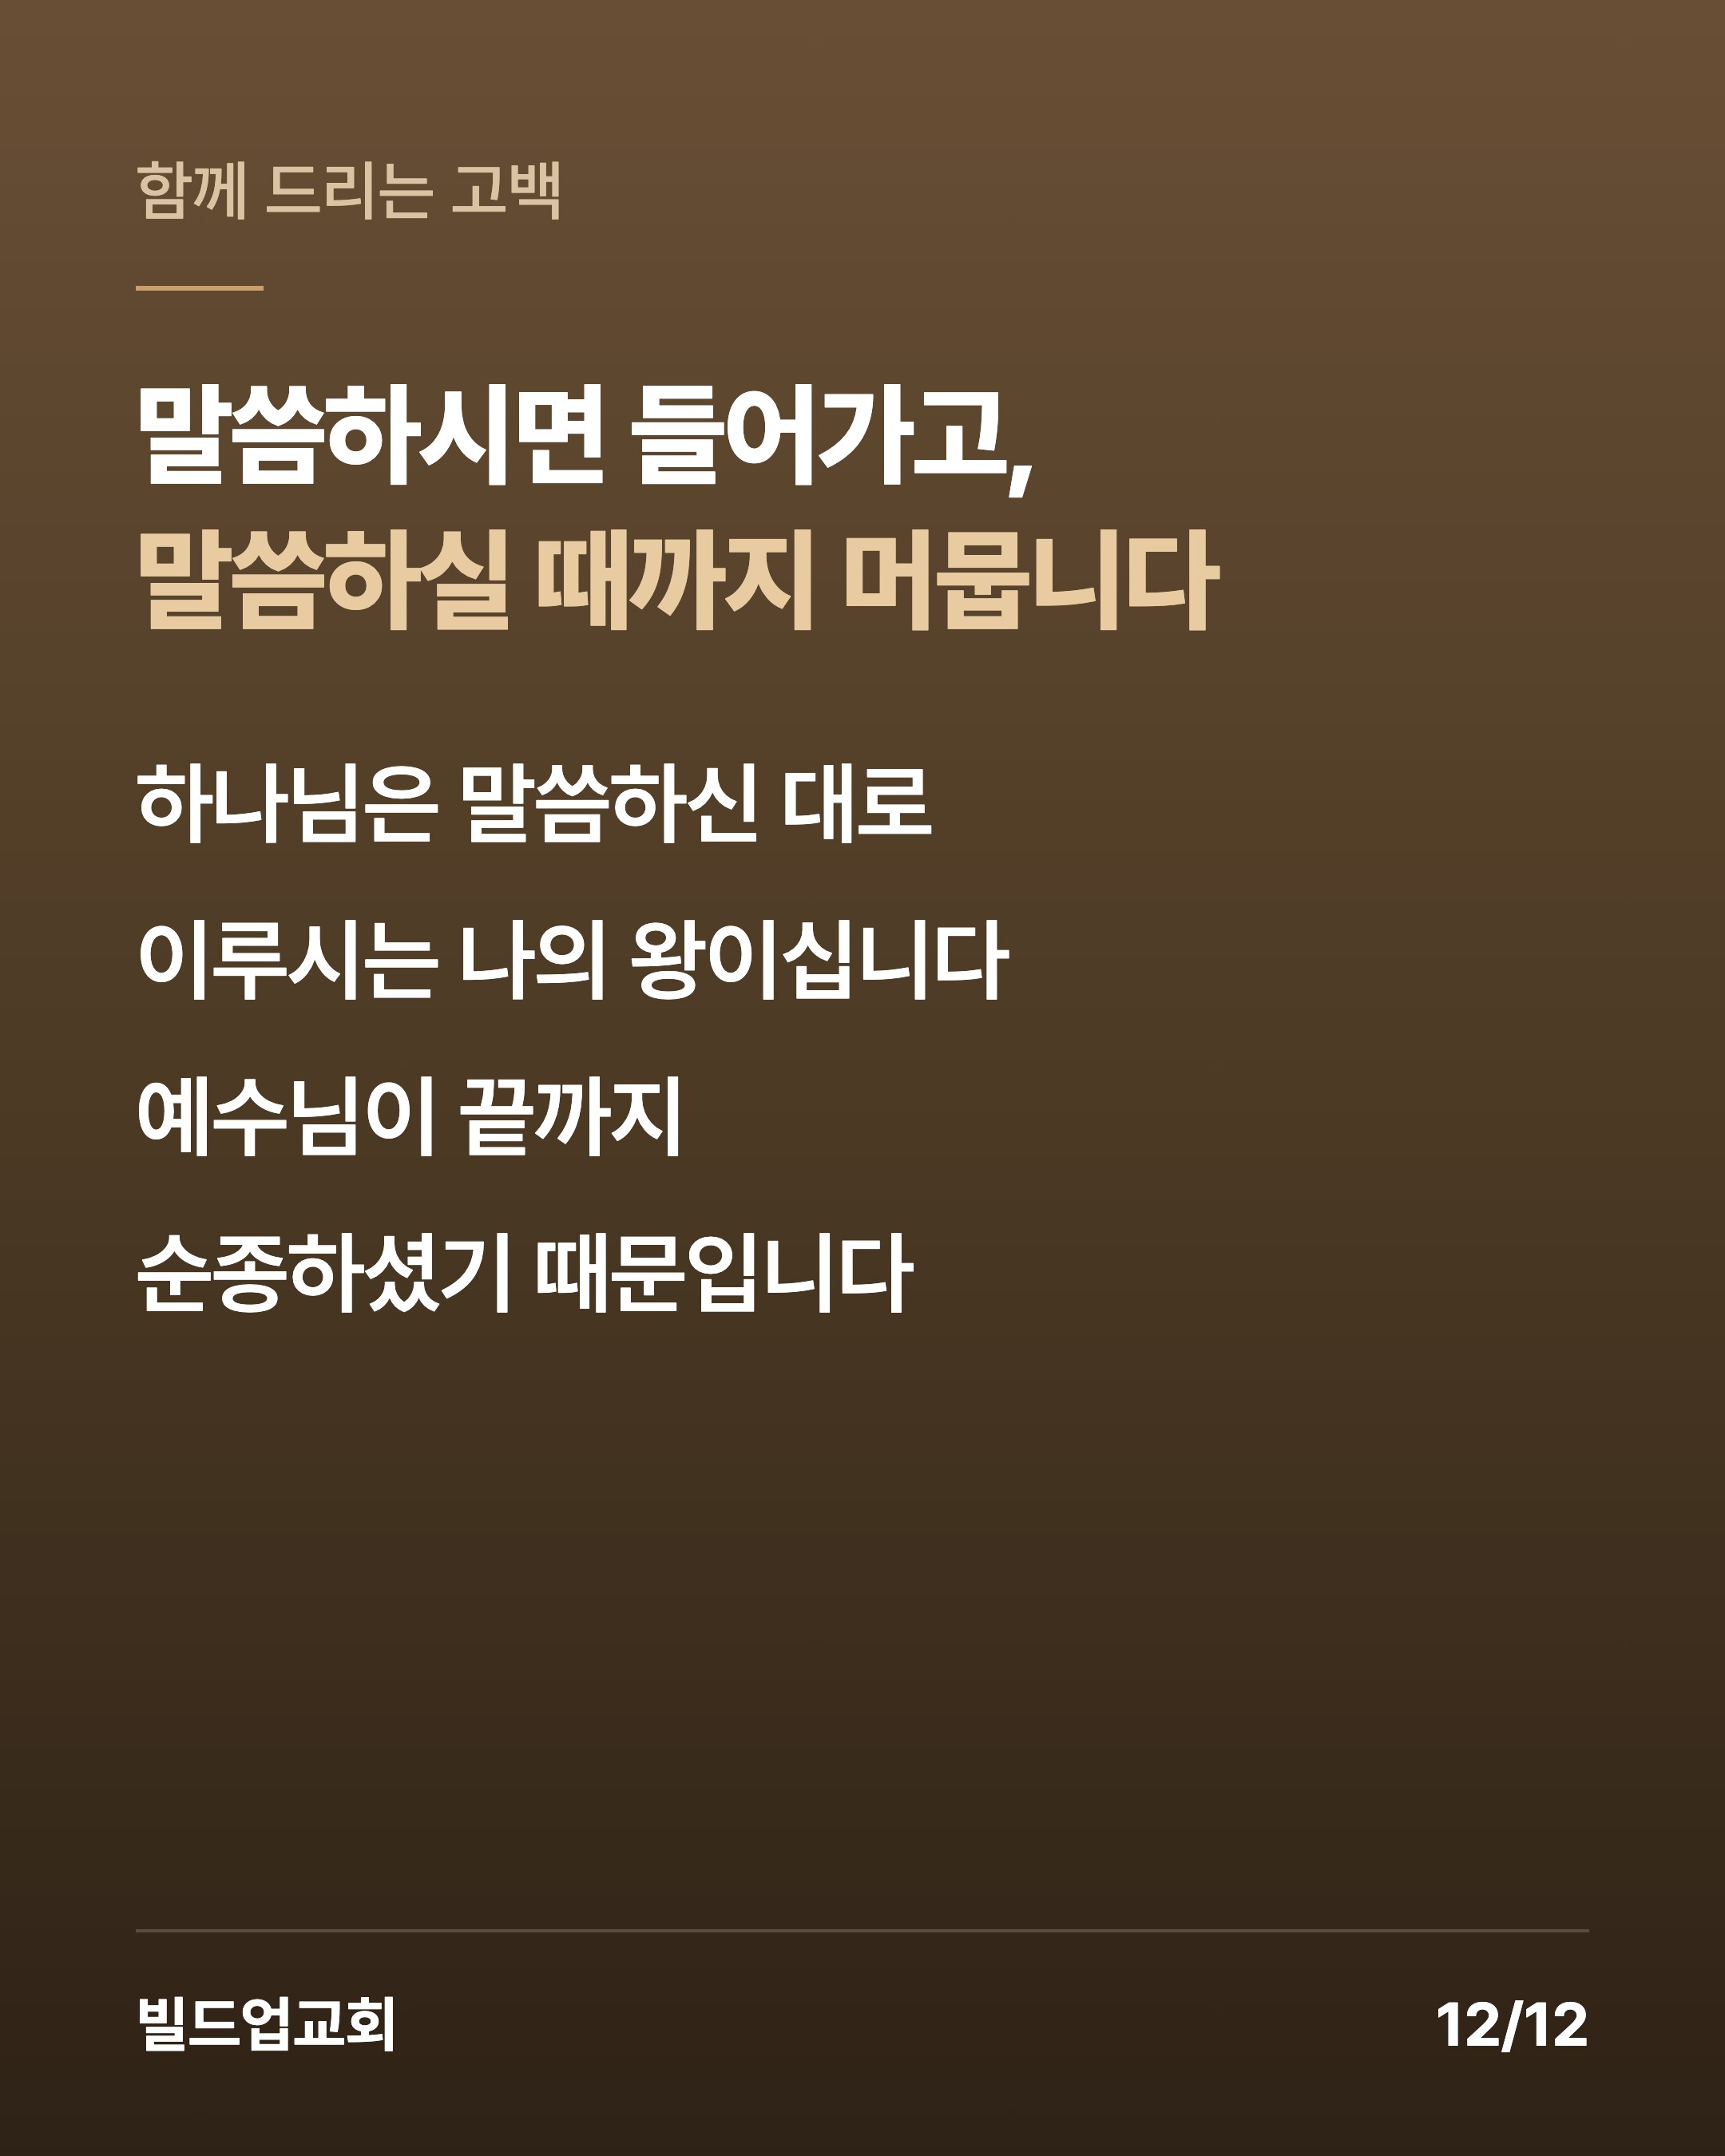 함께 드리는 고백
말씀하시면 들어가고,
말씀하실 때까지 머뭅니다
하나님은 말씀하신 대로
이루시는 나의 왕이십니다
예수님이 끝까지
순종하셨기 때문입니다
빌드업교회
12/12